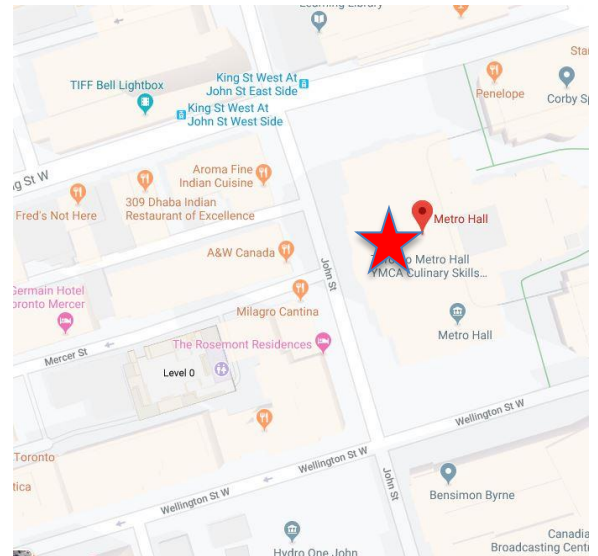 Learning Library
TIFF Bell Lightbox
King St West At
John St East Side
King St West At
John St West Side
Penelope
Star
Corby Sp
g St W
Aroma Fine
Indian Cuisine
Fred's Not Here
309 Dhaba Indian
Restaurant of Excellence
Metro Hall
Metro Hall
YMCA Culinary Skills...
A&W Canada
John St
Germain Hotel
oronto Mercer
Milagro Cantina
Metro Hall
Mercer St
The Rosemont Residences
Level 0
Wellington St W
Toronto
tica
Wellington St W
John St
Wellington St W
Bensimon Byrne
Hydro One John
Canadia
Broadcasting Centr